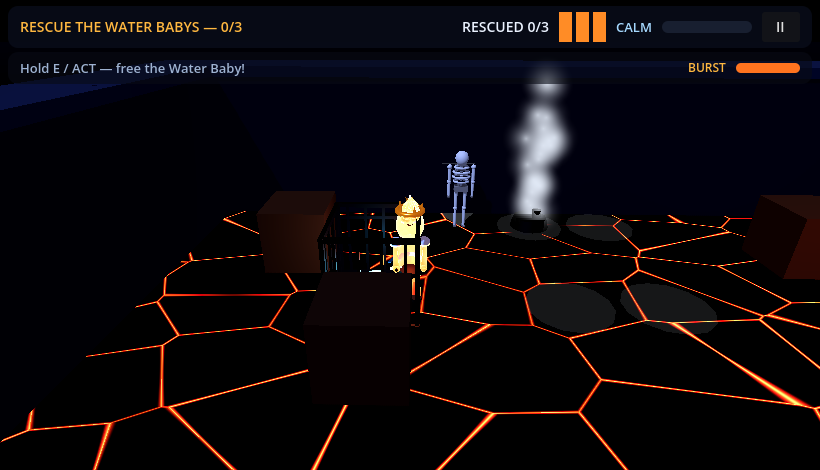 RESCUE THE WATER BABYS — 0/3
RESCUED 0/3
CALM
Hold E / ACT — free the Water Baby!
BURST